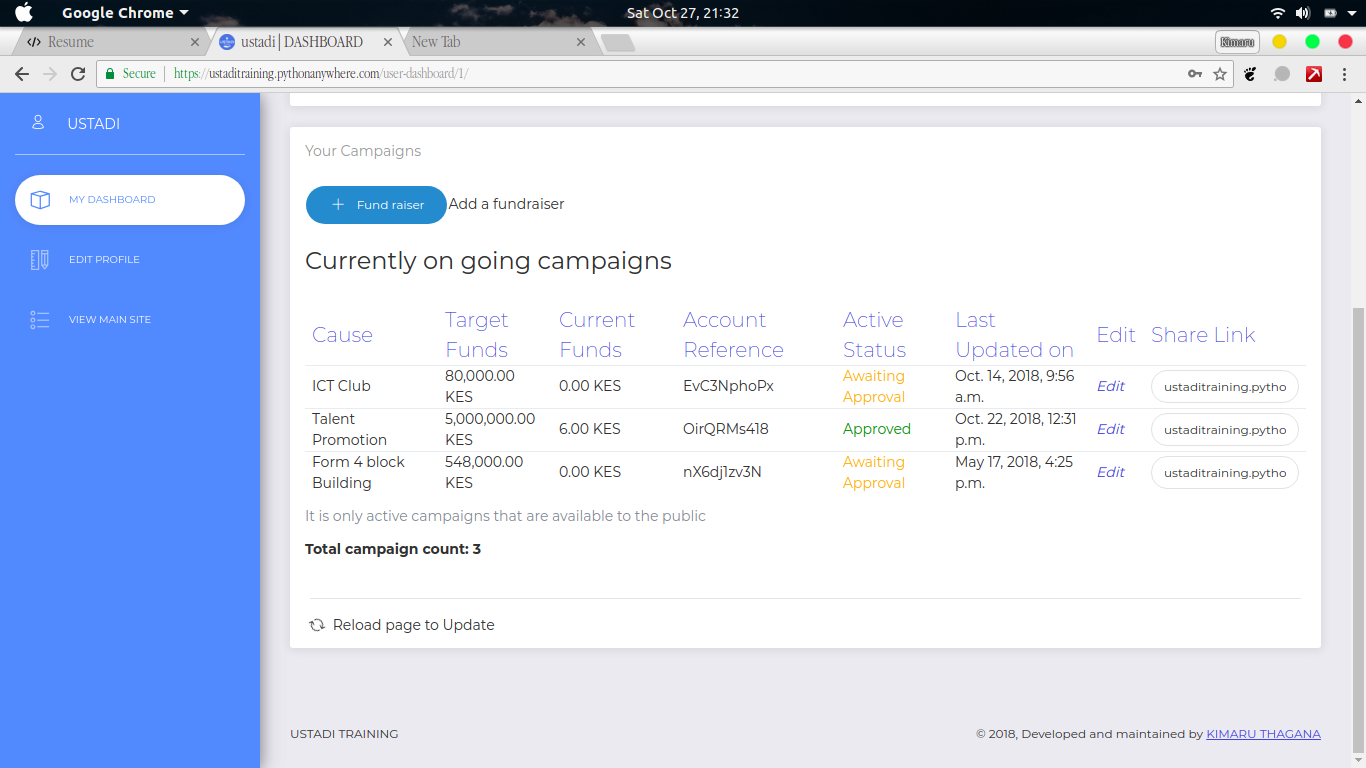 Google Chrome
Sat Oct 27, 21:32
Resume
ustadi | DASHBOARD
New Tab
Kimaru
Secure
https://ustaditraining.pythonanywhere.com/user-dashboard/1/
USTADI
MY DASHBOARD
EDIT PROFILE
VIEW MAIN SITE
Your Campaigns
Fund raiser
Add a fundraiser
Currently on going campaigns
Cause
Target
Funds
Current
Funds
Account
Reference
Active
Status
Last
Updated on
Edit
Share Link
ICT Club
80,000.00
KES
0.00 KES
EvC3NphoPx
Awaiting
Approval
Oct. 14, 2018, 9:56
a.m.
Edit
ustaditraining.pytho
Talent
Promotion
5,000,000.00
KES
6.00 KES
OirQRMs418
Approved
Oct. 22, 2018, 12:31
p.m.
Edit
ustaditraining.pytho
Form 4 block
Building
548,000.00
KES
0.00 KES
nX6dj1zv3N
Awaiting
Approval
May 17, 2018, 4:25
p.m.
Edit
ustaditraining.pytho
It is only active campaigns that are available to the public
Total campaign count: 3
Reload page to Update
USTADI TRAINING
© 2018, Developed and maintained by KIMARU THAGANA